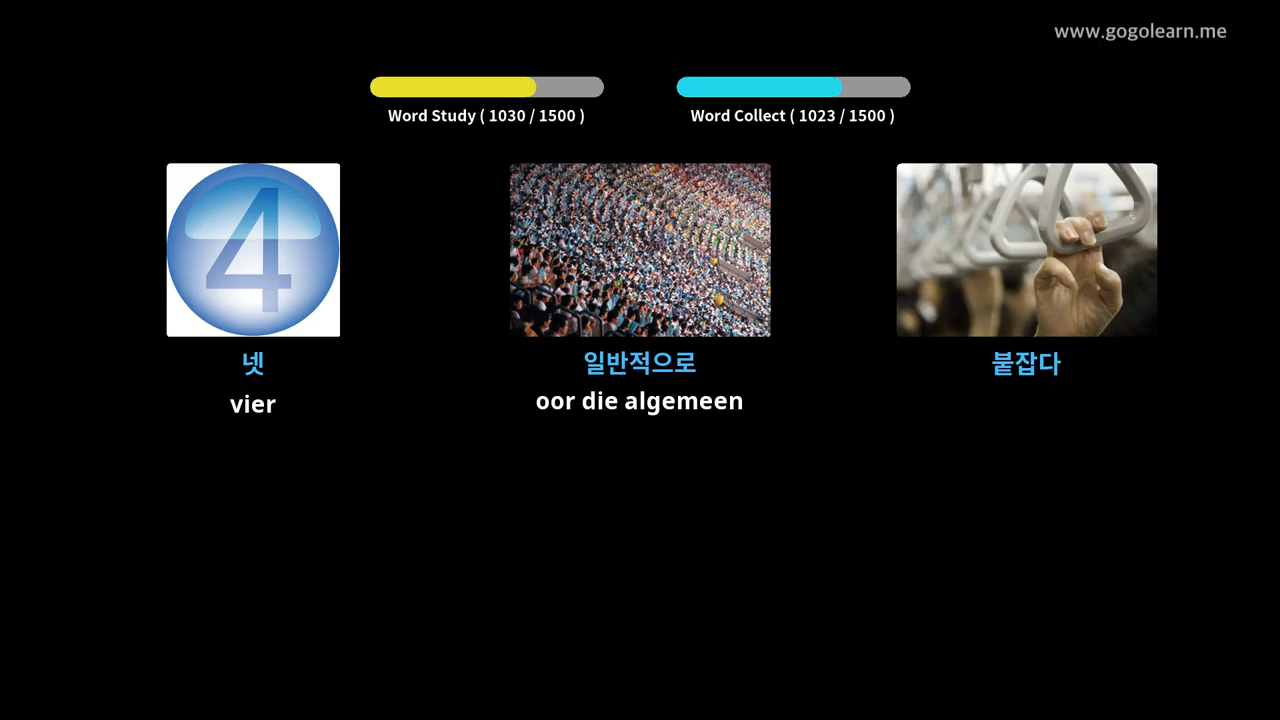 www.gogolearn.me
Word Study ( 1030 / 1500 )
Word Collect ( 1023 / 1500 )
4
넷
일반적으로
붙잡다
vier
oor die algemeen